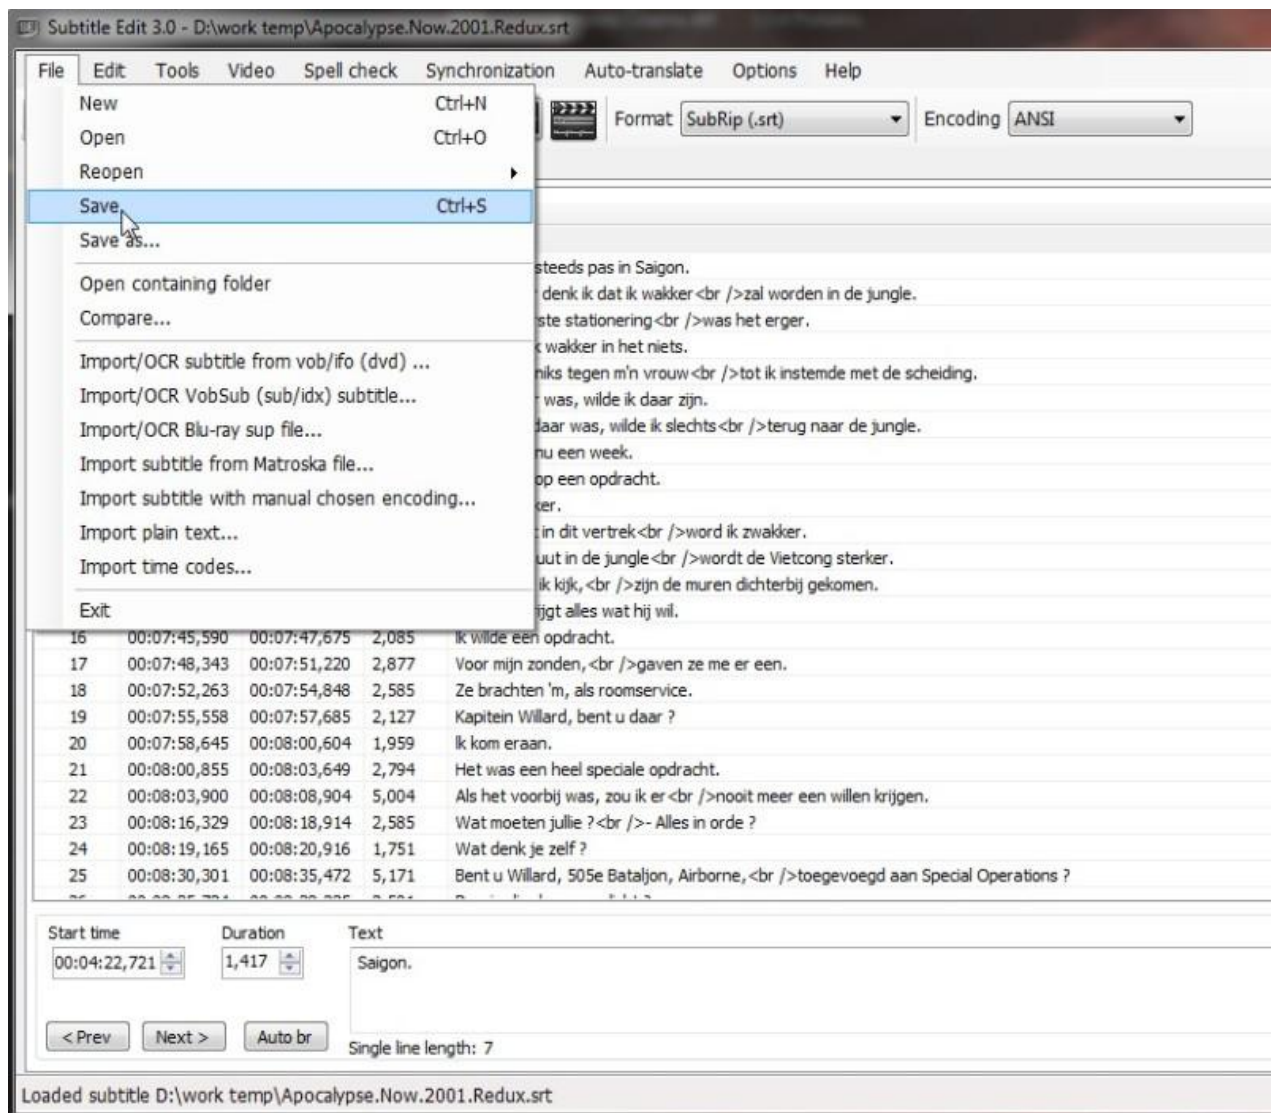 Subtitle Edit 3.0 - D:\work temp\Apocalypse.Now.2001.Redux.srt
File Edit Tools Video Spell check Synchronization Auto-translate Options Help
New Ctrl+N
Open Ctrl+O
Reopen
Save Ctrl+S
Save as...
Open containing folder
Compare...
Import/OCR subtitle from vob/ifo (dvd) ...
Import/OCR VobSub (sub/idx) subtitle...
Import/OCR Blu-ray sup file...
Import subtitle from Matroska file...
Import subtitle with manual chosen encoding...
Import plain text...
Import time codes...
Exit
Format SubRip (.srt) Encoding ANSI
steeds pas in Saigon.
denk ik dat ik wakker<br />zal worden in de jungle.
ste stationering<br />was het erger.
wakker in het niets.
niks tegen m'n vrouw<br />tot ik instemde met de scheiding.
was, wilde ik daar zijn.
daar was, wilde ik slechts<br />terug naar de jungle.
nu een week.
op een opdracht.
ker.
in dit vertrek<br />word ik zwakker.
uut in de jungle<br />wordt de Vietcong sterker.
ik kijk,<br />zijn de muren dichterbij gekomen.
rijgt alles wat hij wil.
16 00:07:45,590 00:07:47,675 2,085 Ik wilde een opdracht.
17 00:07:48,343 00:07:51,220 2,877 Voor mijn zonden,<br />gaven ze me er een.
18 00:07:52,263 00:07:54,848 2,585 Ze brachten 'm, als roomservice.
19 00:07:55,558 00:07:57,685 2,127 Kapitein Willard, bent u daar ?
20 00:07:58,645 00:08:00,604 1,959 Ik kom eraan.
21 00:08:00,855 00:08:03,649 2,794 Het was een heel speciale opdracht.
22 00:08:03,900 00:08:08,904 5,004 Als het voorbij was, zou ik er<br />nooit meer een willen krijgen.
23 00:08:16,329 00:08:18,914 2,585 Wat moeten jullie ?<br />- Alles in orde ?
24 00:08:19,165 00:08:20,916 1,751 Wat denk je zelf ?
25 00:08:30,301 00:08:35,472 5,171 Bent u Willard, 505e Bataljon, Airborne,<br />toegevoegd aan Special Operations ?
Start time Duration Text
00:04:22,721 1,417 Saigon.
< Prev Next > Auto br
Single line length: 7
Loaded subtitle D:\work temp\Apocalypse.Now.2001.Redux.srt